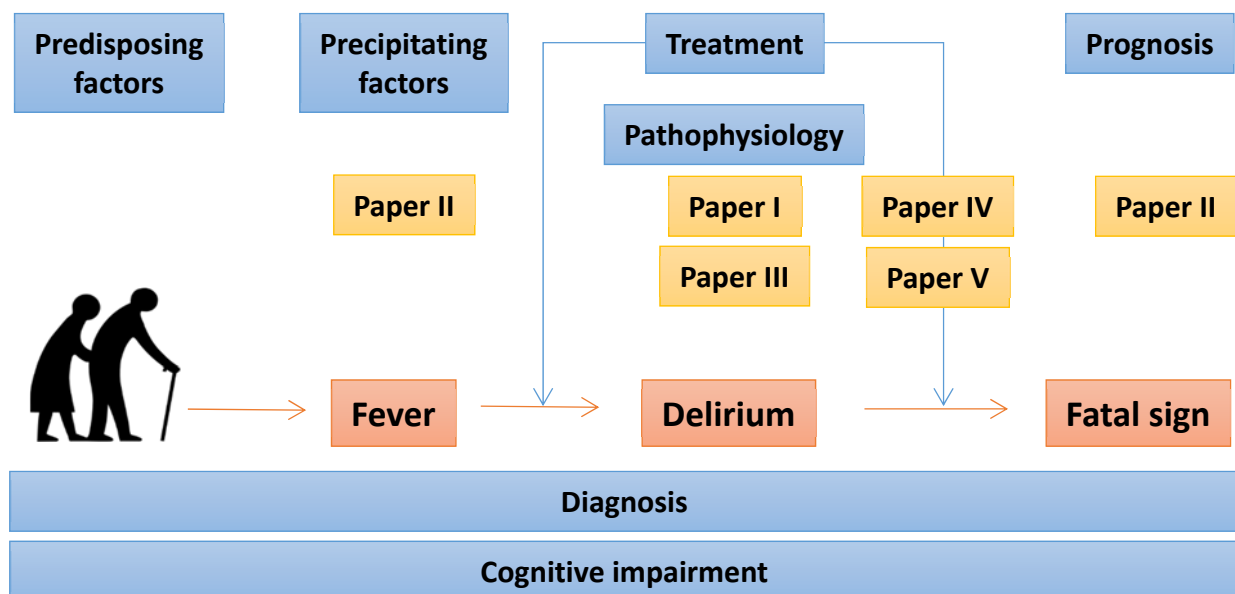 Predisposing
factors
Precipitating
factors
Treatment
Prognosis
Pathophysiology
Paper II
Paper I
Paper IV
Paper II
Paper III
Paper V
Fever
Delirium
Fatal sign
Diagnosis
Cognitive impairment